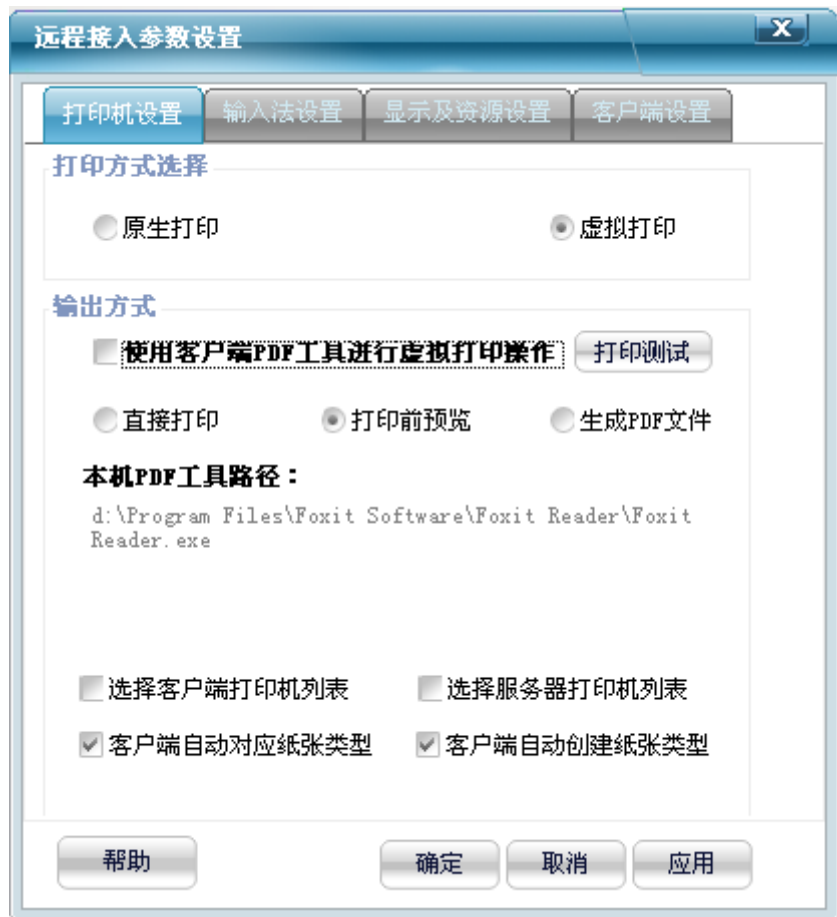 远程接入参数设置
打印机设置 输入法设置 显示及资源设置 客户端设置
打印方式选择
原生打印 虚拟打印
输出方式
使用客户端PDF工具进行虚拟打印操作 打印测试
直接打印 打印前预览 生成PDF文件
本机PDF工具路径：
d:\Program Files\Foxit Software\Foxit Reader\Foxit
Reader.exe
选择客户端打印机列表 选择服务器打印机列表
客户端自动对应纸张类型 客户端自动创建纸张类型
帮助 确定 取消 应用